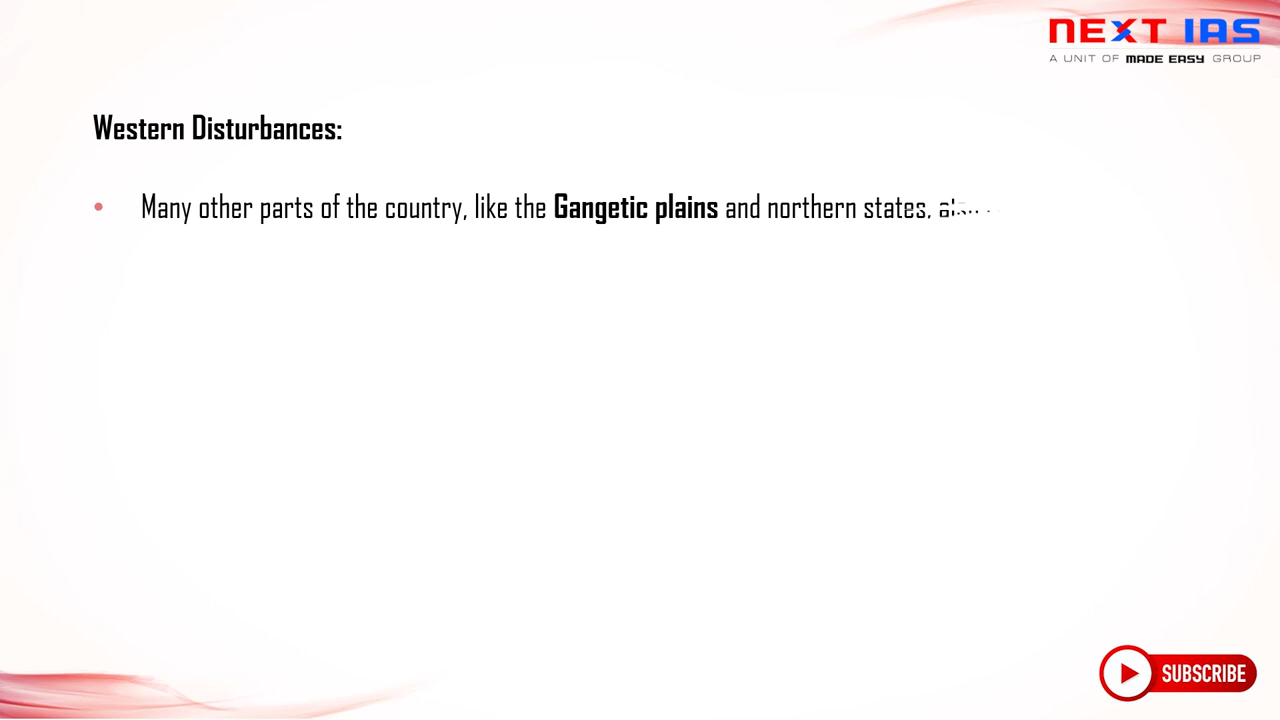 NEXT IAS
A UNIT OF MADE EASY GROUP
Western Disturbances:
• Many other parts of the country, like the Gangetic plains and northern states,
SUBSCRIBE